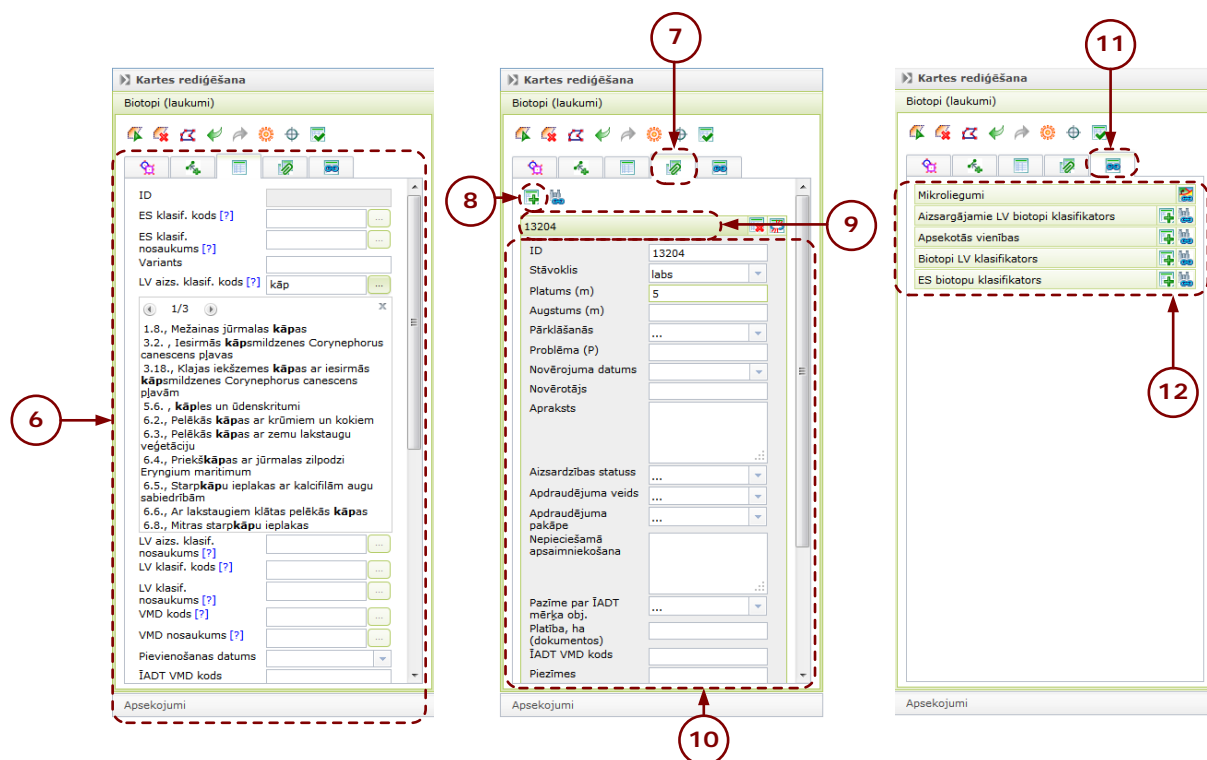 7
11
Kartes rediģēšana
Biotopi (laukumi)
ID
ES klasif. kods [?]
...
ES klasif.
nosaukums [?]
...
Variants
LV aizs. klasif. kods [?]
kāp
...
1/3
x
1.8., Mežainas jūrmalas kāpas
3.2. , Iesirmās kāpsmildzenes Corynephorus
canescens pļavas
3.18., Klajas iekšzemes kāpas ar iesirmās
kāpsmildzenes Corynephorus canescens
pļavām
5.6. , kāples un ūdenskritumi
6.2., Pelēkās kāpas ar krūmiem un kokiem
6.3., Pelēkās kāpas ar zemu lakstaugu
veģetāciju
6.4., Priekškāpas ar jūrmalas zilpodzi
Eryngium maritimum
6.5., Starpkāpu ieplakas ar kalcifilām augu
sabiedrībām
6.6., Ar lakstaugiem klātas pelēkās kāpas
6.8., Mitras starpkāpu ieplakas
LV aizs. klasif.
nosaukums [?]
...
LV klasif. kods [?]
...
LV klasif.
nosaukums [?]
...
VMD kods [?]
...
VMD nosaukums [?]
...
Pievienošanas datums
ĪADT VMD kods
Apsekojumi
6
Kartes rediģēšana
Biotopi (laukumi)
8
9
13204
ID
13204
Stāvoklis
labs
Platums (m)
5
Augstums (m)
Pārklāšanās
...
Problēma (P)
Novērojuma datums
Novērotājs
Apraksts
Aizsardzības statuss
...
Apdraudējuma veids
...
Apdraudējuma
pakāpe
...
Nepieciešamā
apsaimniekošana
Pazīme par ĪADT
mērķa obj.
...
Platība, ha
(dokumentos)
ĪADT VMD kods
Piezīmes
Apsekojumi
10
Kartes rediģēšana
Biotopi (laukumi)
Mikroliegumi
Aizsargājamie LV biotopi klasifikators
Apsekotās vienības
Biotopi LV klasifikators
ES biotopu klasifikators
12
Apsekojumi